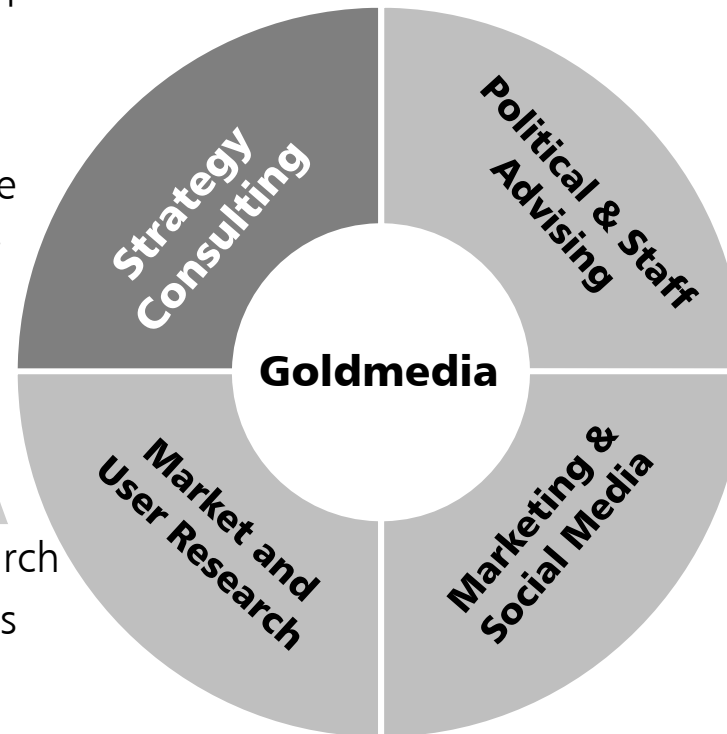 Strategy
Consulting
Political & Staff
Advising
Goldmedia
Market and
User Research
Marketing &
Social Media